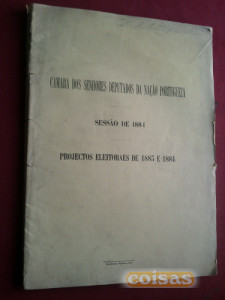 CAMARA DOS SENHORES DEPUTADOS DA NAÇÃO PORTUGUEZA
SESSÃO DE 1884
PROJECTOS ELEITORAES DE 1883 E 1884
coisas